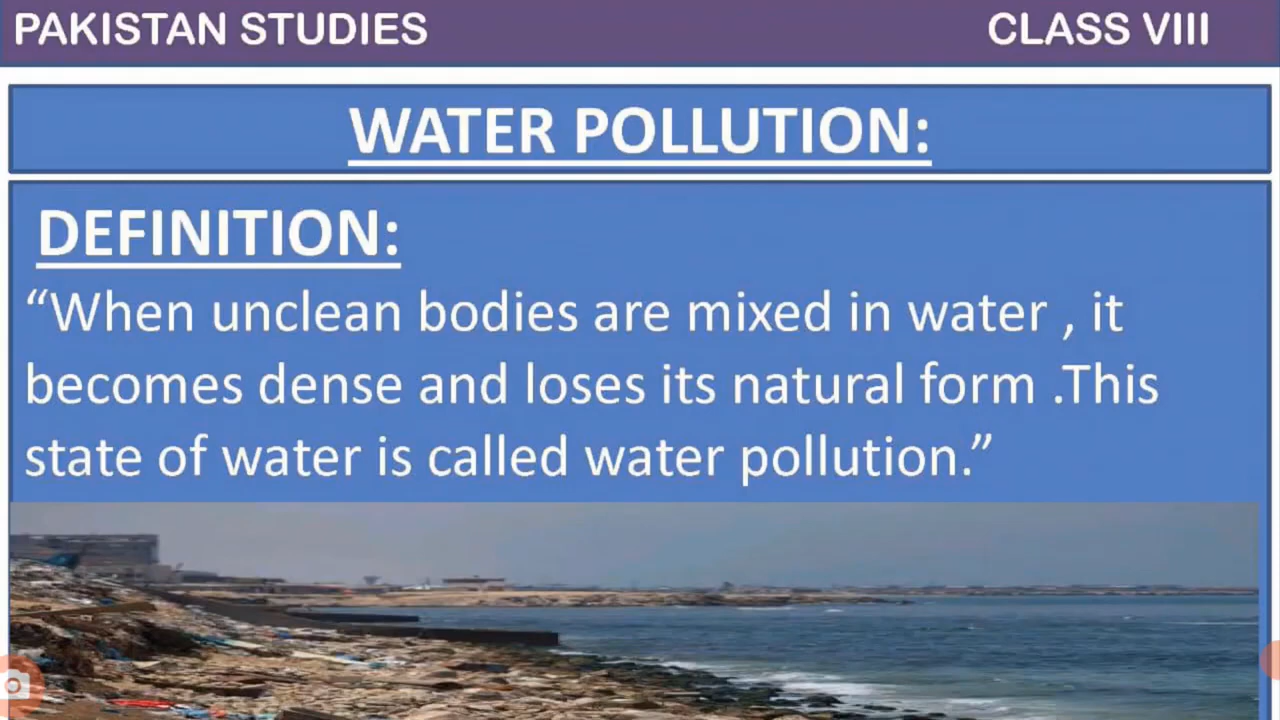 PAKISTAN STUDIES CLASS VIII
WATER POLLUTION:
DEFINITION:
“When unclean bodies are mixed in water , it
becomes dense and loses its natural form .This
state of water is called water pollution.”